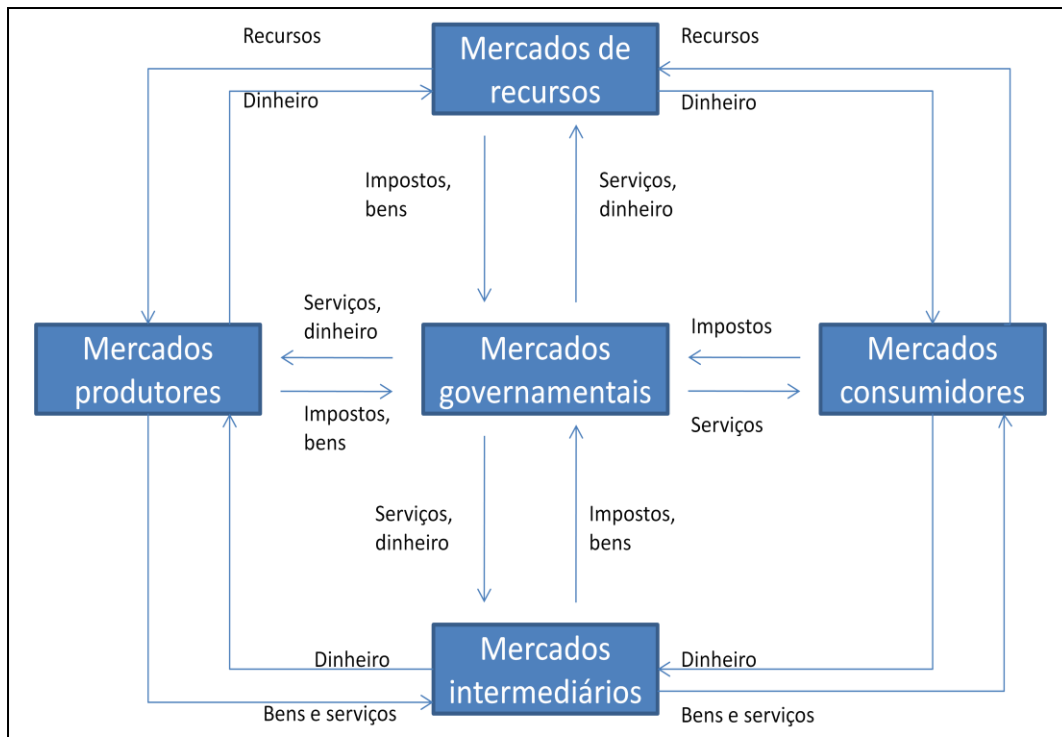 Recursos
Mercados de
recursos
Recursos
Dinheiro
Dinheiro
Impostos,
bens
Serviços,
dinheiro
Serviços,
dinheiro
Impostos
Mercados
produtores
Mercados
governamentais
Mercados
consumidores
Impostos,
bens
Serviços
Serviços,
dinheiro
Impostos,
bens
Dinheiro
Mercados
intermediários
Dinheiro
Bens e serviços
Bens e serviços